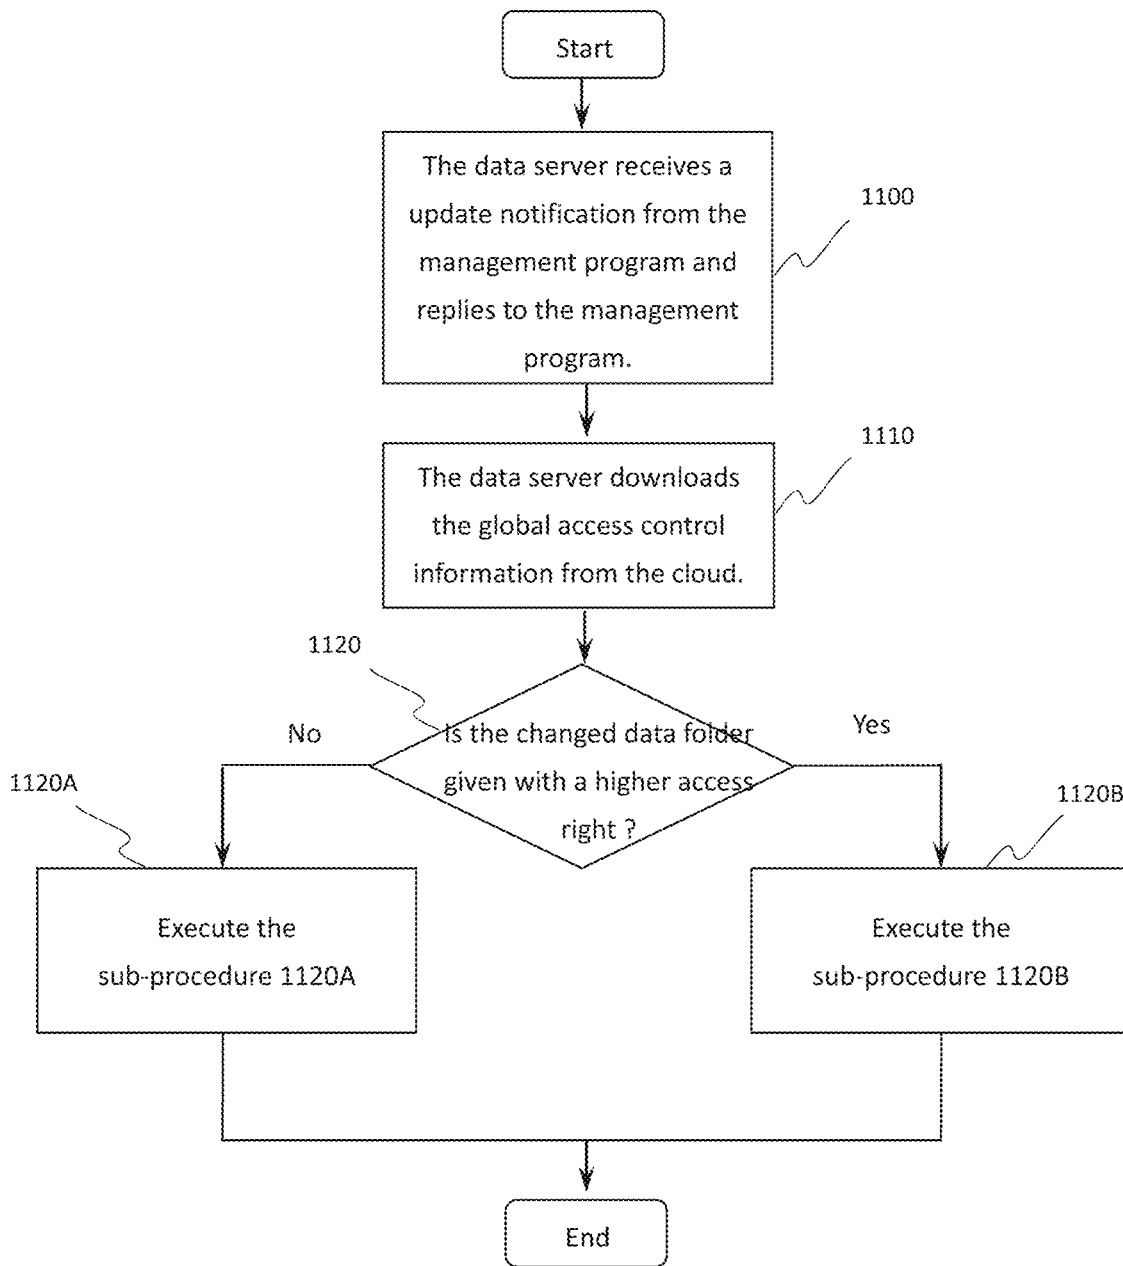 Start
The data server receives a
update notification from the
management program and
replies to the management
program.
1100
The data server downloads
the global access control
information from the cloud.
1110
1120
Is the changed data folder
given with a higher access
right ?
No
Yes
1120A
1120B
Execute the
sub-procedure 1120A
Execute the
sub-procedure 1120B
End